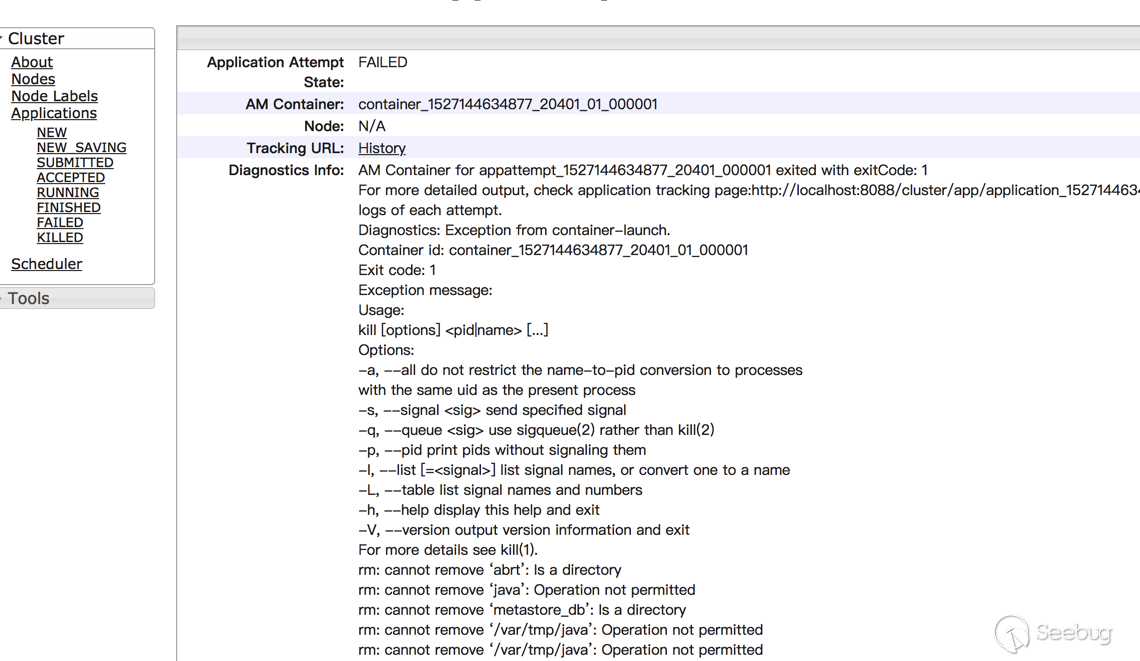 Cluster
About
Nodes
Node Labels
Applications
NEW
NEW_SAVING
SUBMITTED
ACCEPTED
RUNNING
FINISHED
FAILED
KILLED
Scheduler
Tools
Application Attempt State: FAILED
AM Container: container_1527144634877_20401_01_000001
Node: N/A
Tracking URL: History
Diagnostics Info: AM Container for appattempt_1527144634877_20401_000001 exited with exitCode: 1
For more detailed output, check application tracking page:http://localhost:8088/cluster/app/application_1527144634
logs of each attempt.
Diagnostics: Exception from container-launch.
Container id: container_1527144634877_20401_01_000001
Exit code: 1
Exception message:
Usage:
kill [options] <pid|name> [...]
Options:
-a, --all do not restrict the name-to-pid conversion to processes
with the same uid as the present process
-s, --signal <sig> send specified signal
-q, --queue <sig> use sigqueue(2) rather than kill(2)
-p, --pid print pids without signaling them
-l, --list [=<signal>] list signal names, or convert one to a name
-L, --table list signal names and numbers
-h, --help display this help and exit
-V, --version output version information and exit
For more details see kill(1).
rm: cannot remove ‘abrt’: Is a directory
rm: cannot remove ‘java’: Operation not permitted
rm: cannot remove ‘metastore_db’: Is a directory
rm: cannot remove ‘/var/tmp/java’: Operation not permitted
rm: cannot remove ‘/var/tmp/java’: Operation not permitted
Seebug